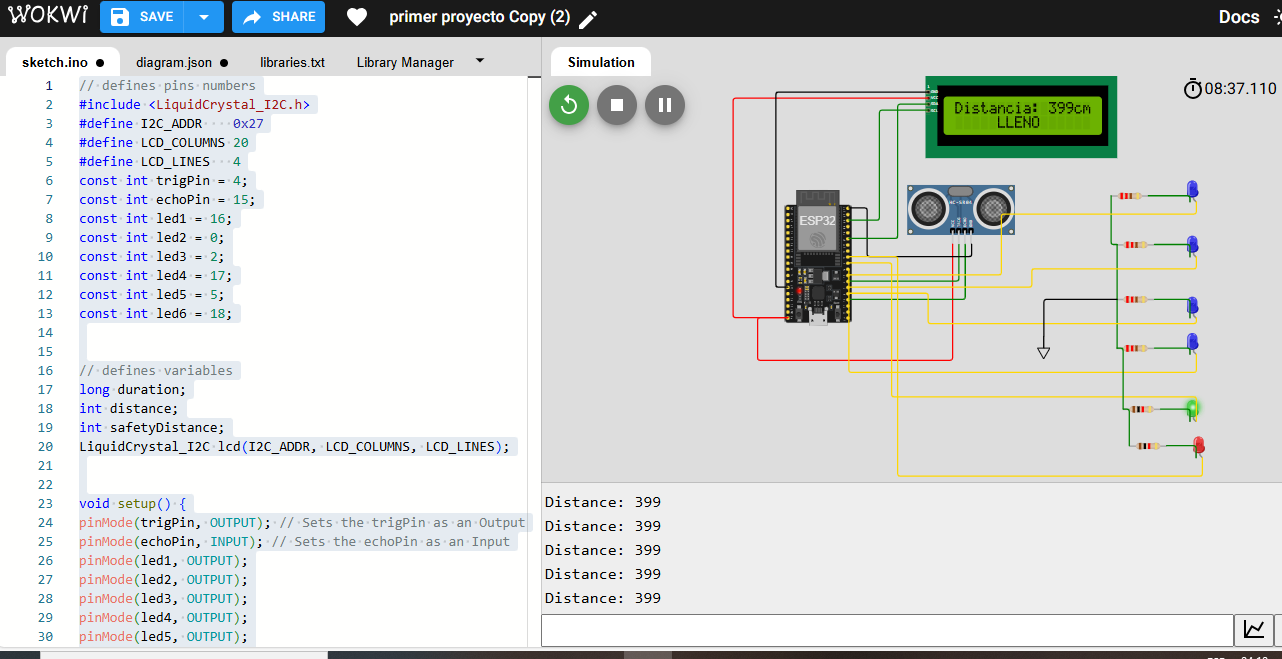 WOKWI
SAVE
SHARE
primer proyecto Copy (2)
Docs
sketch.ino
diagram.json
libraries.txt
Library Manager
1 // defines pins numbers
2 #include <LiquidCrystal_I2C.h>
3 #define I2C_ADDR    0x27
4 #define LCD_COLUMNS 20
5 #define LCD_LINES   4
6 const int trigPin = 4;
7 const int echoPin = 15;
8 const int led1 = 16;
9 const int led2 = 0;
10 const int led3 = 2;
11 const int led4 = 17;
12 const int led5 = 5;
13 const int led6 = 18;
14
15
16 // defines variables
17 long duration;
18 int distance;
19 int safetyDistance;
20 LiquidCrystal_I2C lcd(I2C_ADDR, LCD_COLUMNS, LCD_LINES);
21
22
23 void setup() {
24 pinMode(trigPin, OUTPUT); // Sets the trigPin as an Output
25 pinMode(echoPin, INPUT); // Sets the echoPin as an Input
26 pinMode(led1, OUTPUT);
27 pinMode(led2, OUTPUT);
28 pinMode(led3, OUTPUT);
29 pinMode(led4, OUTPUT);
30 pinMode(led5, OUTPUT);
Simulation
08:37.110
Distancia: 399cm
LLENO
HC-SR04
ESP32
Distance: 399
Distance: 399
Distance: 399
Distance: 399
Distance: 399